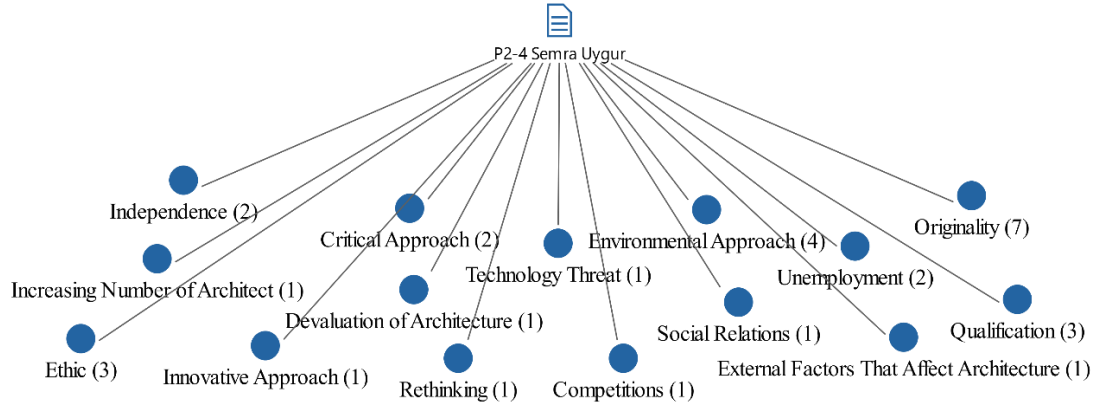 P2-4 Semra Uygur
Independence (2)
Critical Approach (2)
Environmental Approach (4)
Originality (7)
Increasing Number of Architect (1)
Technology Threat (1)
Unemployment (2)
Devaluation of Architecture (1)
Social Relations (1)
Qualification (3)
Ethic (3)
Innovative Approach (1)
Rethinking (1)
Competitions (1)
External Factors That Affect Architecture (1)